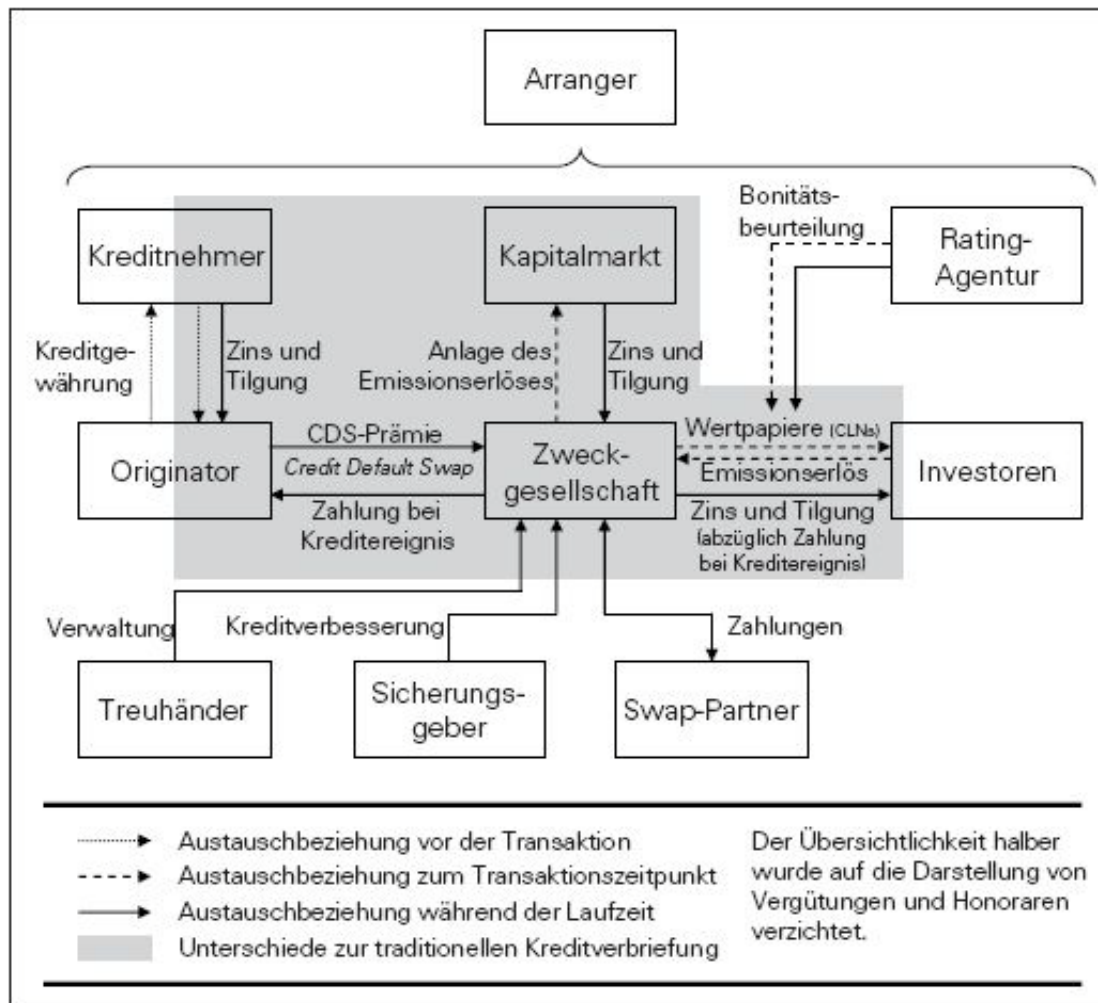 Arranger
Bonitäts-
beurteilung
Kreditnehmer
Kapitalmarkt
Rating-
Agentur
Kreditge-
währung
Zins und
Tilgung
Anlage des
Emissionserlöses
Zins und
Tilgung
Originator
CDS-Prämie
Credit Default Swap
Zahlung bei
Kreditereignis
Zweck-
gesellschaft
Wertpapiere (CLNs)
Emissionserlös
Zins und Tilgung
(abzüglich Zahlung
bei Kreditereignis)
Investoren
Verwaltung
Kreditverbesserung
Zahlungen
Treuhänder
Sicherungs-
geber
Swap-Partner
Austauschbeziehung vor der Transaktion
Austauschbeziehung zum Transaktionszeitpunkt
Austauschbeziehung während der Laufzeit
Unterschiede zur traditionellen Kreditverbriefung
Der Übersichtlichkeit halber
wurde auf die Darstellung von
Vergütungen und Honoraren
verzichtet.